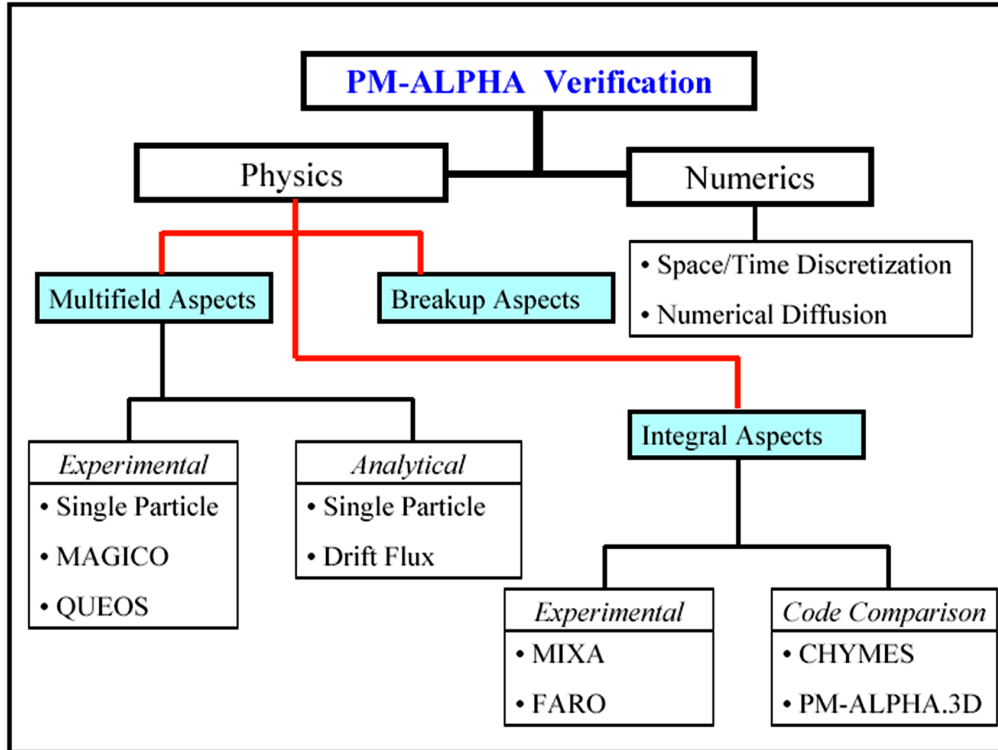 PM-ALPHA Verification
Physics
Numerics
• Space/Time Discretization
• Numerical Diffusion
Multifield Aspects
Breakup Aspects
Integral Aspects
Experimental
• Single Particle
• MAGICO
• QUEOS
Analytical
• Single Particle
• Drift Flux
Experimental
• MIXA
• FARO
Code Comparison
• CHYMES
• PM-ALPHA.3D